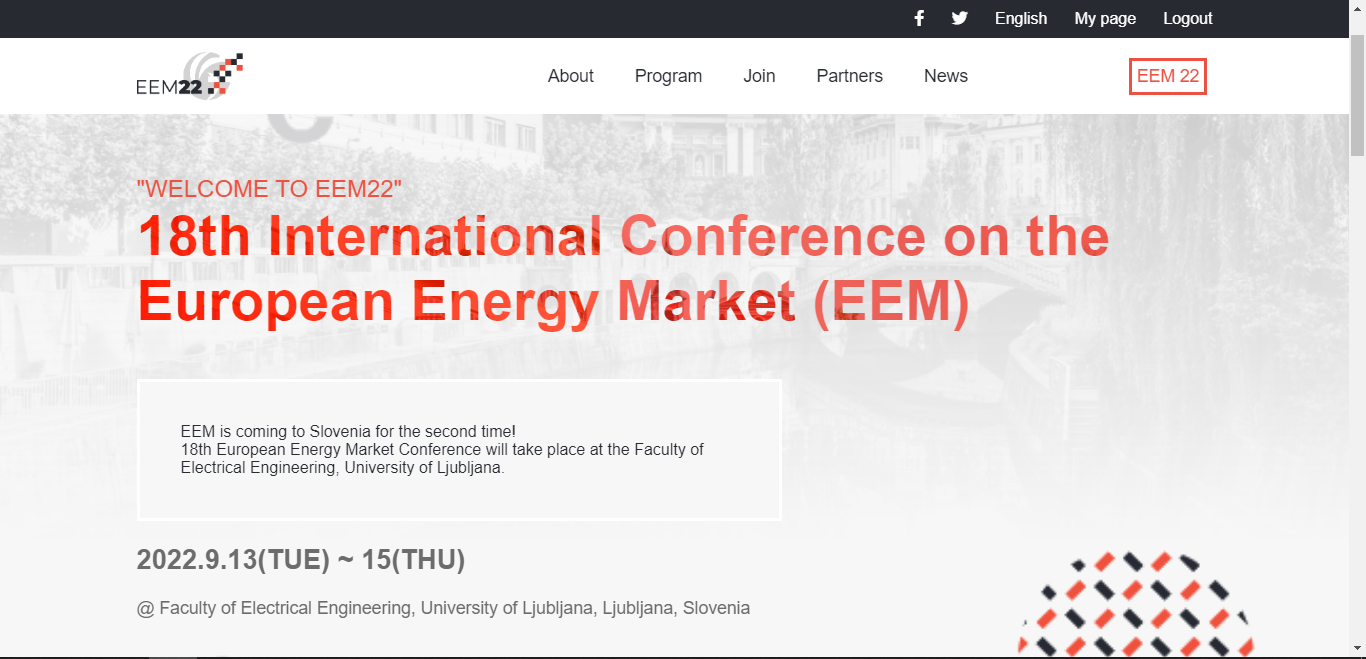 English
My page
Logout
EEM22
About
Program
Join
Partners
News
EEM 22
"WELCOME TO EEM22"
18th International Conference on the
European Energy Market (EEM)
EEM is coming to Slovenia for the second time!
18th European Energy Market Conference will take place at the Faculty of
Electrical Engineering, University of Ljubljana.
2022.9.13(TUE) ~ 15(THU)
@ Faculty of Electrical Engineering, University of Ljubljana, Ljubljana, Slovenia